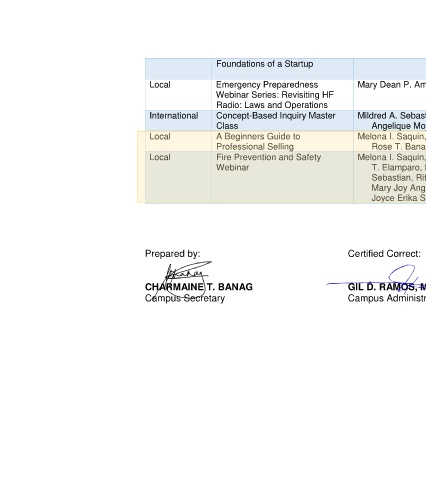 Foundations of a Startup
Local
Emergency Preparedness
Webinar Series: Revisiting HF
Radio: Laws and Operations
Mary Dean P. Am
International
Concept-Based Inquiry Master
Class
Mildred A. Sebast
Angelique Mo
Local
A Beginners Guide to
Professional Selling
Melona I. Saquin,
Rose T. Bana
Local
Fire Prevention and Safety
Webinar
Melona I. Saquin,
T. Elamparo,
Sebastian, Rit
Mary Joy Ang
Joyce Erika S
Prepared by:
CHARMAINE T. BANAG
Campus Secretary
Certified Correct:
GIL D. RAMOS, M
Campus Administr